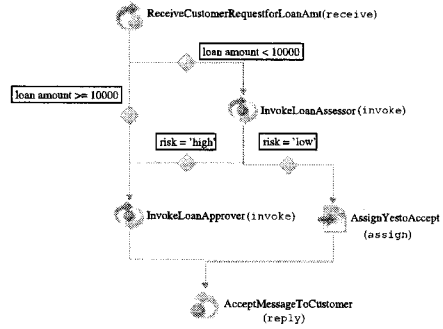 ReceiveCustomerRequestforLoanAmt(receive)
loan amount < 10000
loan amount >= 10000
InvokeLoanAssessor(invoke)
risk = 'high'
risk = 'low'
InvokeLoanApprover(invoke)
AssignYestoAccept
(assign)
AcceptMessageToCustomer
(reply)